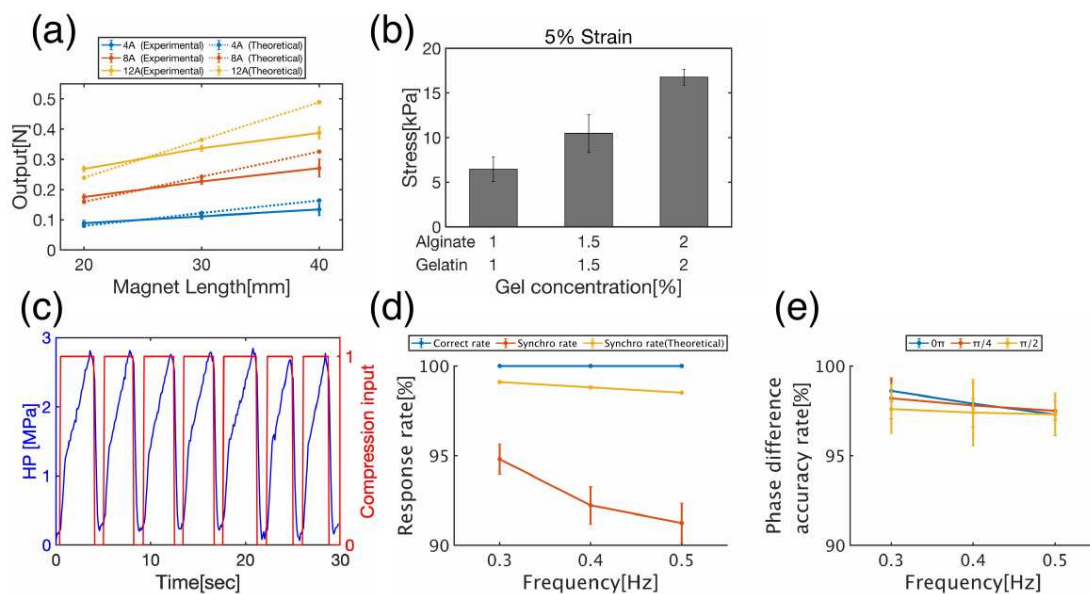 (a)
4A (Experimental) 4A (Theoretical)
8A (Experimental) 8A (Theoretical)
12A(Experimental) 12A(Theoretical)
Output[N]
0.5
0.4
0.3
0.2
0.1
0
20 30 40
Magnet Length[mm]
(b)
5% Strain
Stress[kPa]
20
15
10
5
0
Alginate 1 1.5 2
Gelatin 1 1.5 2
Gel concentration[%]
(c)
HP [MPa]
3
2
1
0
1
0
Compression input
0 10 20 30
Time[sec]
(d)
Correct rate Synchro rate Synchro rate(Theoretical)
Response rate[%]
100
95
90
0.3 0.4 0.5
Frequency[Hz]
(e)
0π π/4 π/2
Phase difference
accuracy rate[%]
100
95
90
0.3 0.4 0.5
Frequency[Hz]